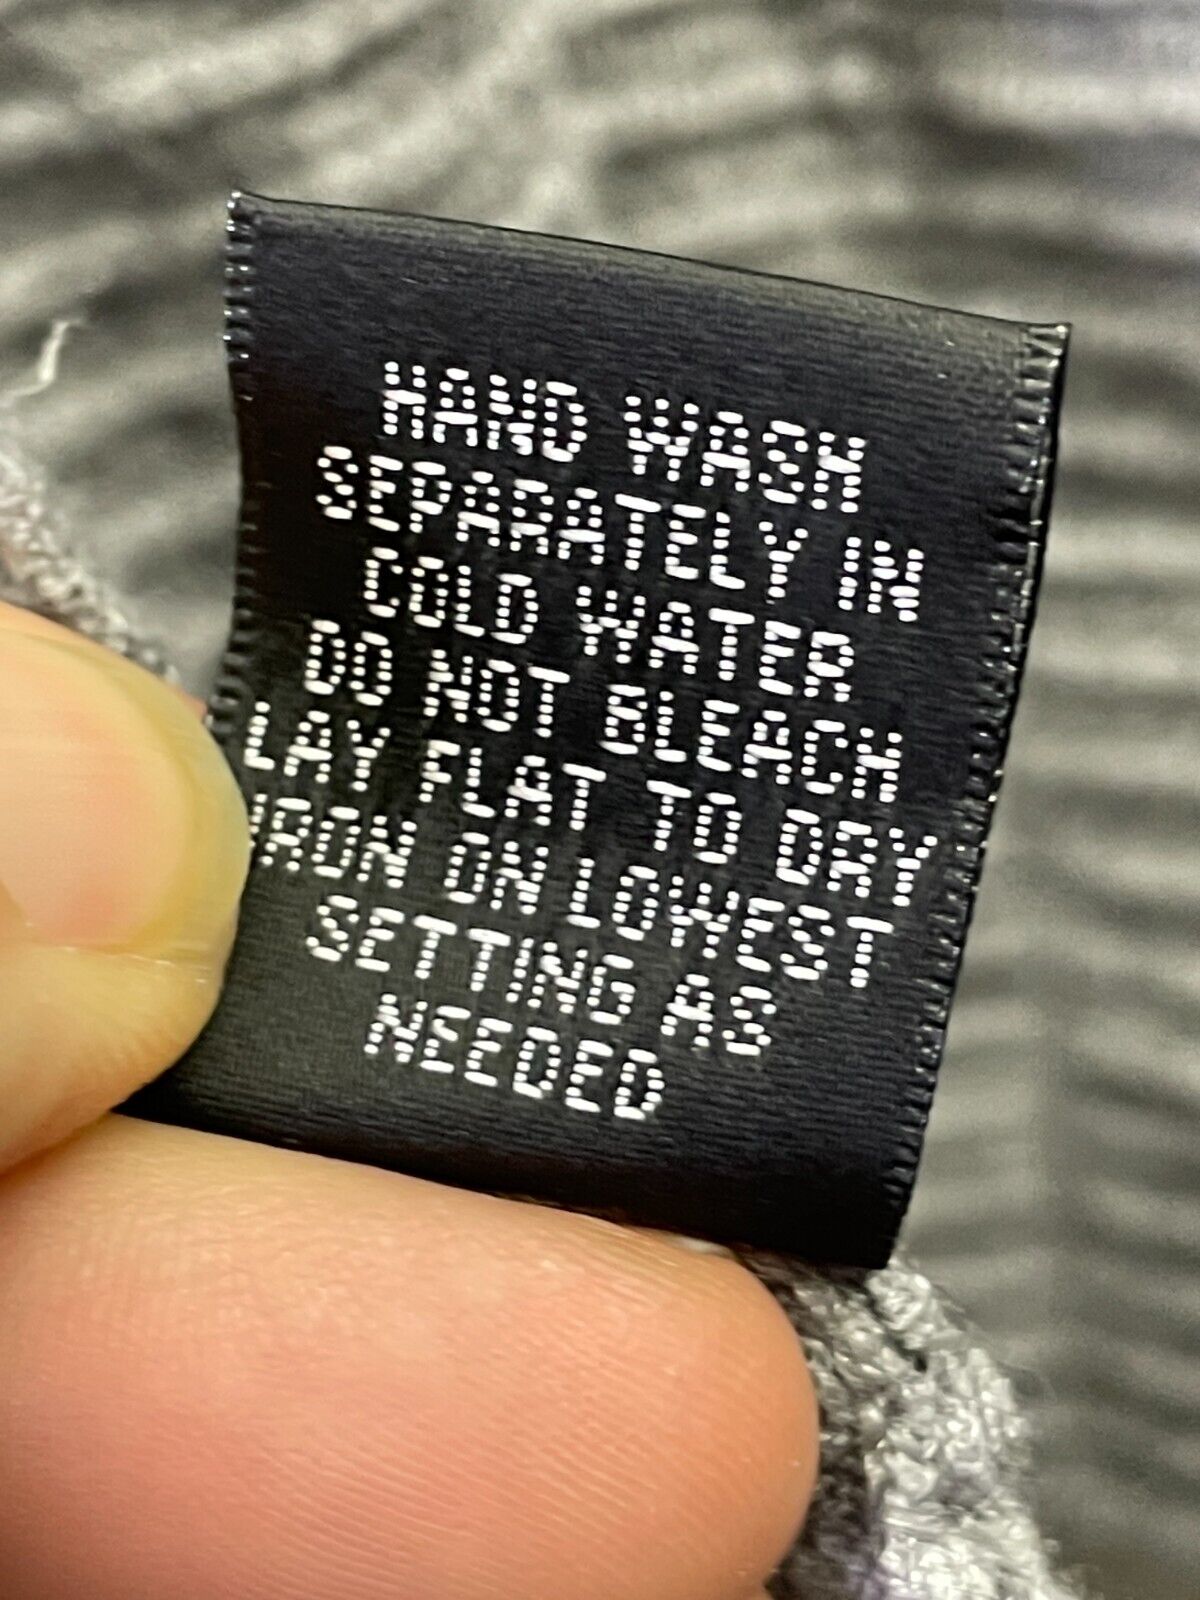 HAND WASH
SEPARATELY IN
COLD WATER
DO NOT BLEACH
LAY FLAT TO DRY
IRON ON LOWEST
SETTING AS
NEEDED